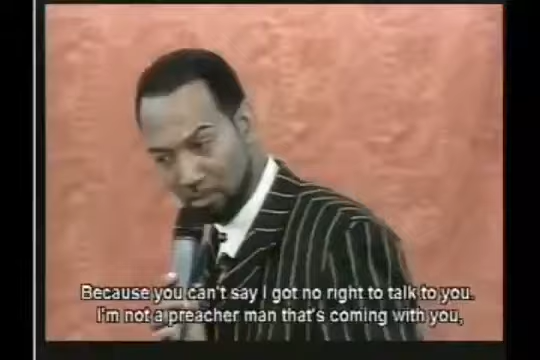 Because you can't say I got no right to talk to you.
I'm not a preacher man that's coming with you,